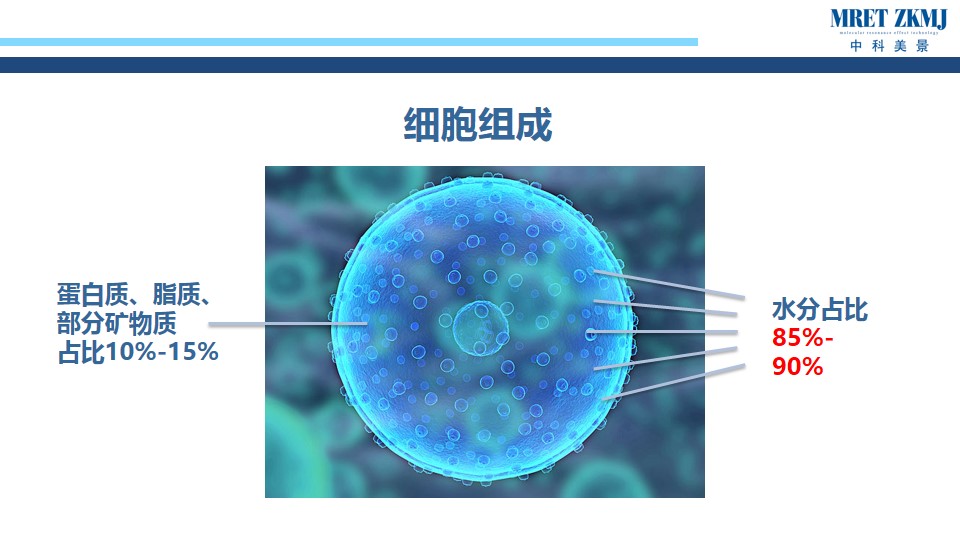 MRET ZKMJ
molecular resonance effect technology
中科美景
细胞组成
蛋白质、脂质、
部分矿物质
占比10%-15%
水分占比
85%-
90%